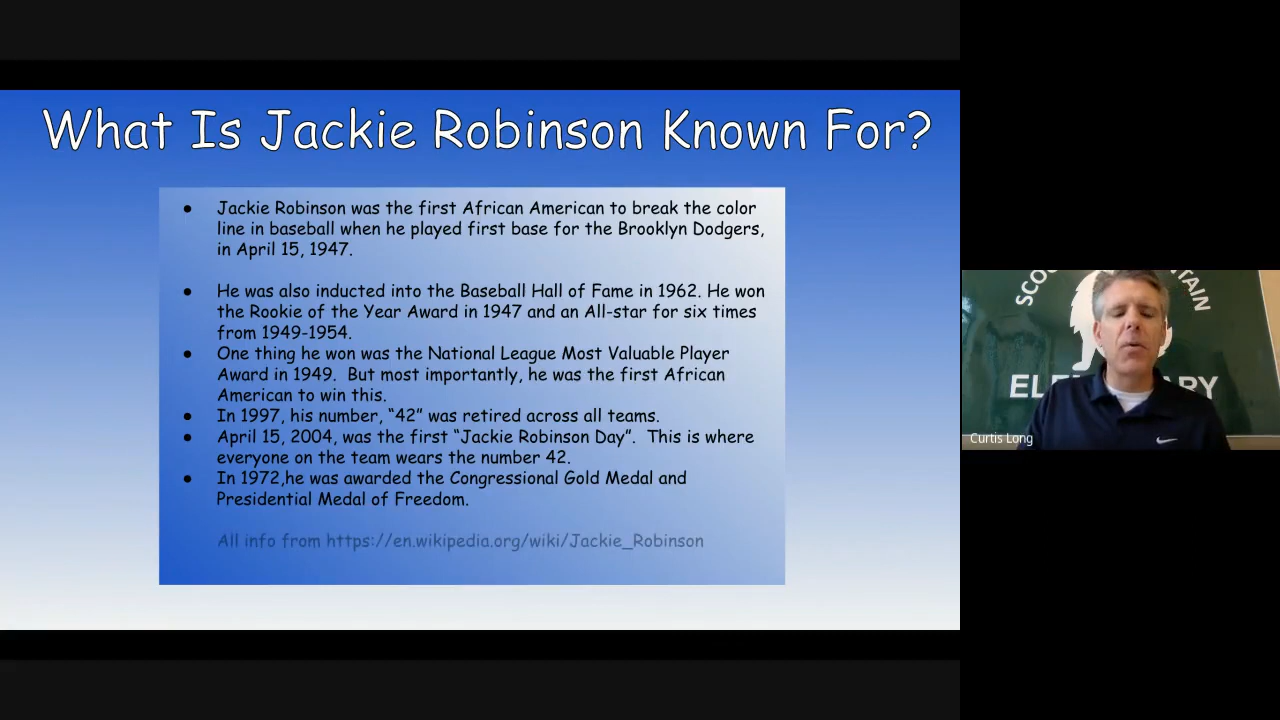 What Is Jackie Robinson Known For?
● Jackie Robinson was the first African American to break the color
line in baseball when he played first base for the Brooklyn Dodgers,
in April 15, 1947.
● He was also inducted into the Baseball Hall of Fame in 1962. He won
the Rookie of the Year Award in 1947 and an All-star for six times
from 1949-1954.
● One thing he won was the National League Most Valuable Player
Award in 1949.  But most importantly, he was the first African
American to win this.
● In 1997, his number, “42” was retired across all teams.
● April 15, 2004, was the first “Jackie Robinson Day”.  This is where
everyone on the team wears the number 42.
● In 1972,he was awarded the Congressional Gold Medal and
Presidential Medal of Freedom.
All info from https://en.wikipedia.org/wiki/Jackie_Robinson
Curtis Long